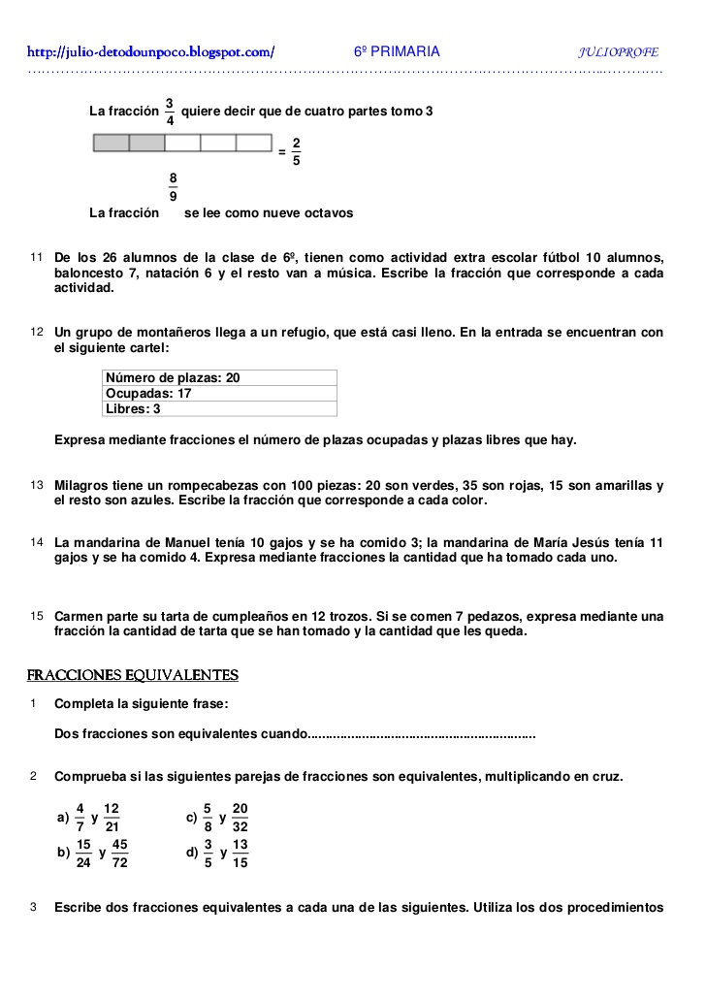 http://julio-detodounpoco.blogspot.com/ 6º PRIMARIA JULIOPROFE
La fracción 3/4 quiere decir que de cuatro partes tomo 3
= 2/5
8/9
La fracción se lee como nueve octavos
11 De los 26 alumnos de la clase de 6º, tienen como actividad extra escolar fútbol 10 alumnos,
baloncesto 7, natación 6 y el resto van a música. Escribe la fracción que corresponde a cada
actividad.
12 Un grupo de montañeros llega a un refugio, que está casi lleno. En la entrada se encuentran con
el siguiente cartel:
Número de plazas: 20
Ocupadas: 17
Libres: 3
Expresa mediante fracciones el número de plazas ocupadas y plazas libres que hay.
13 Milagros tiene un rompecabezas con 100 piezas: 20 son verdes, 35 son rojas, 15 son amarillas y
el resto son azules. Escribe la fracción que corresponde a cada color.
14 La mandarina de Manuel tenía 10 gajos y se ha comido 3; la mandarina de María Jesús tenía 11
gajos y se ha comido 4. Expresa mediante fracciones la cantidad que ha tomado cada uno.
15 Carmen parte su tarta de cumpleaños en 12 trozos. Si se comen 7 pedazos, expresa mediante una
fracción la cantidad de tarta que se han tomado y la cantidad que les queda.
FRACCIONES EQUIVALENTES
1 Completa la siguiente frase:
Dos fracciones son equivalentes cuando................................................................
2 Comprueba si las siguientes parejas de fracciones son equivalentes, multiplicando en cruz.
a) 4/7 y 12/21 c) 5/8 y 20/32
b) 15/24 y 45/72 d) 3/5 y 13/15
3 Escribe dos fracciones equivalentes a cada una de las siguientes. Utiliza los dos procedimientos